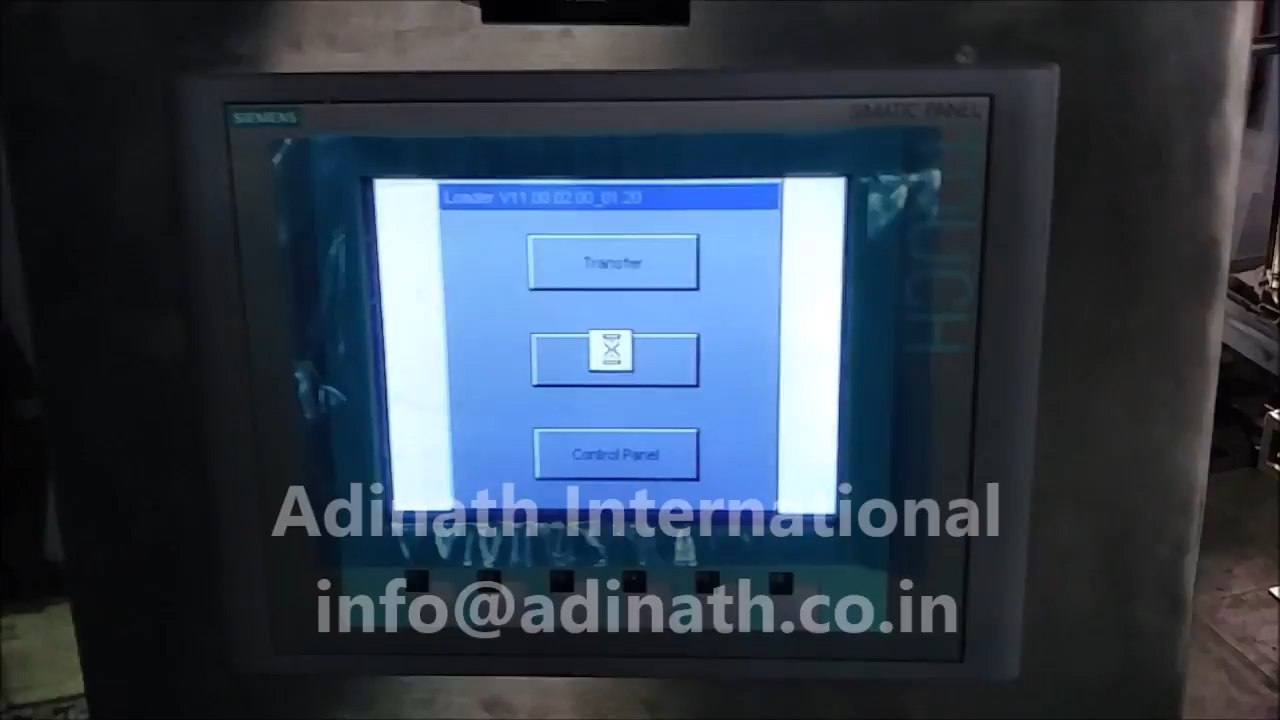 SIEMENS
SIMATIC PANEL
TOUCH
Loader V11.00.02.00_01.20
Transfer
Control Panel
Adinath International
info@adinath.co.in